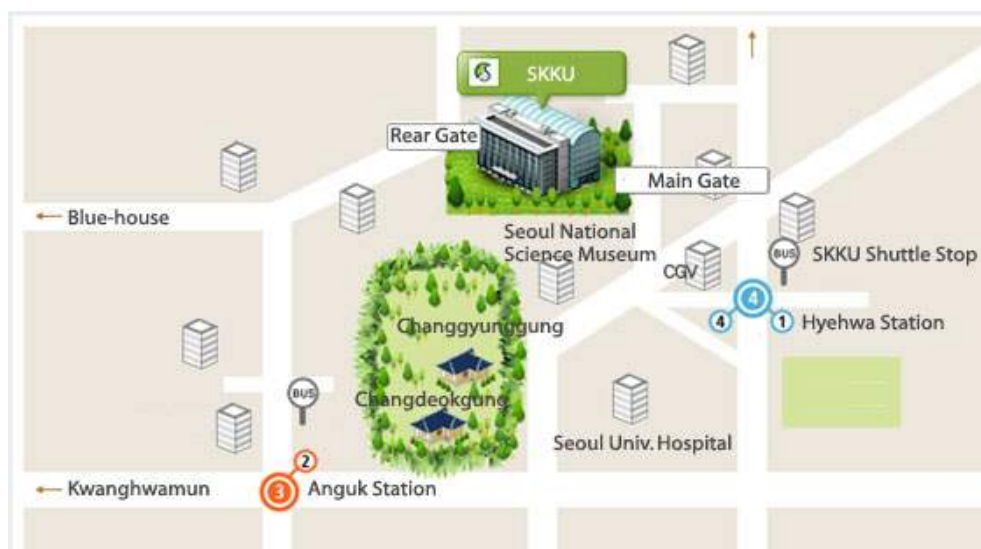 SKKU
Rear Gate
Main Gate
Blue-house
Seoul National
Science Museum
BUS
SKKU Shuttle Stop
CGV
4
4
1
Hyehwa Station
Changgyunggung
BUS
Changdeokgung
Seoul Univ. Hospital
2
Kwanghwamun
3
Anguk Station